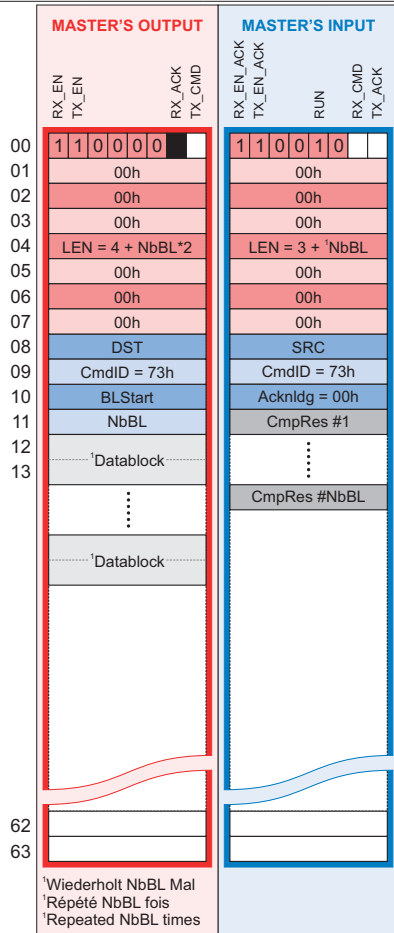 MASTER'S OUTPUT MASTER'S INPUT
RX_EN TX_EN RX_ACK TX_CMD RX_EN_ACK TX_EN_ACK RUN RX_CMD TX_ACK
00 1 1 0 0 0 0 1 1 0 0 1 0
01 00h 00h
02 00h 00h
03 00h 00h
04 LEN = 4 + NbBL*2 LEN = 3 + ¹NbBL
05 00h 00h
06 00h 00h
07 00h 00h
08 DST SRC
09 CmdID = 73h CmdID = 73h
10 BLStart Acknldg = 00h
11 NbBL CmpRes #1
12
13 ¹Datablock
CmpRes #NbBL
¹Datablock
62
63
¹Wiederholt NbBL Mal
¹Répété NbBL fois
¹Repeated NbBL times